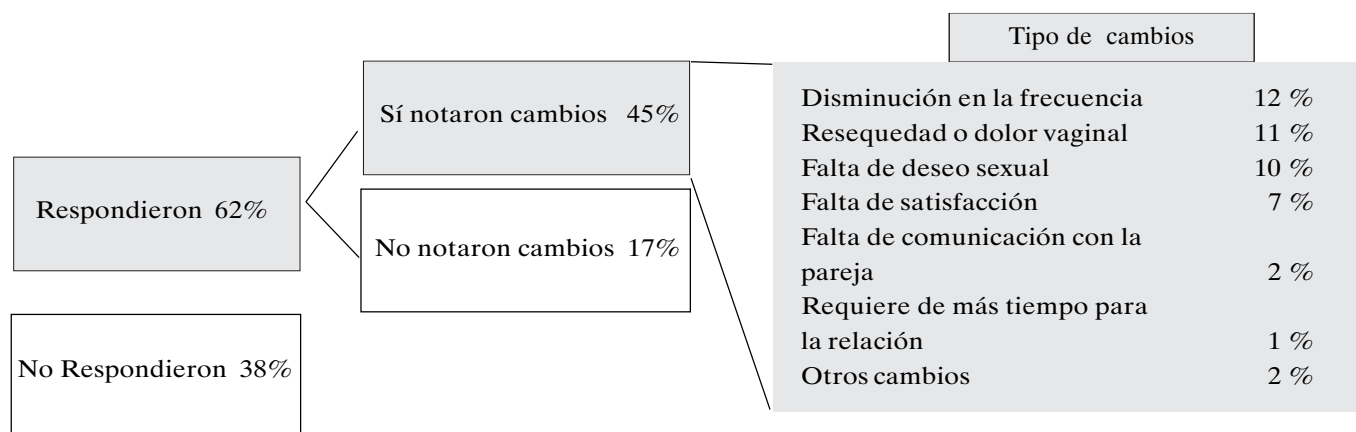 Tipo de cambios
Sí notaron cambios 45%
Respondieron 62%
No notaron cambios 17%
No Respondieron 38%
Disminución en la frecuencia 12 %
Resequedad o dolor vaginal 11 %
Falta de deseo sexual 10 %
Falta de satisfacción 7 %
Falta de comunicación con la
pareja 2 %
Requiere de más tiempo para
la relación 1 %
Otros cambios 2 %